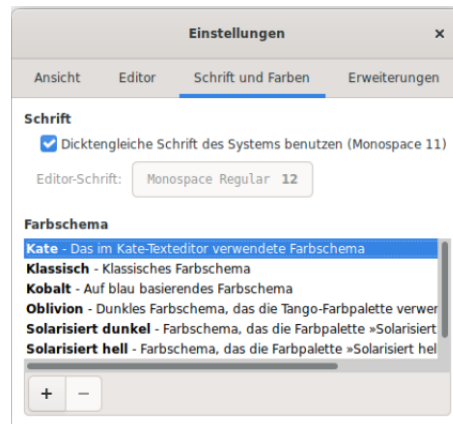 Einstellungen
Ansicht Editor Schrift und Farben Erweiterungen
Schrift
Dicktengleiche Schrift des Systems benutzen (Monospace 11)
Editor-Schrift: Monospace Regular 12
Farbschema
Kate - Das im Kate-Texteditor verwendete Farbschema
Klassisch - Klassisches Farbschema
Kobalt - Auf blau basierendes Farbschema
Oblivion - Dunkles Farbschema, das die Tango-Farbpalette verwer
Solarisiert dunkel - Farbschema, das die Farbpalette »Solarisiert
Solarisiert hell - Farbschema, das die Farbpalette »Solarisiert hel